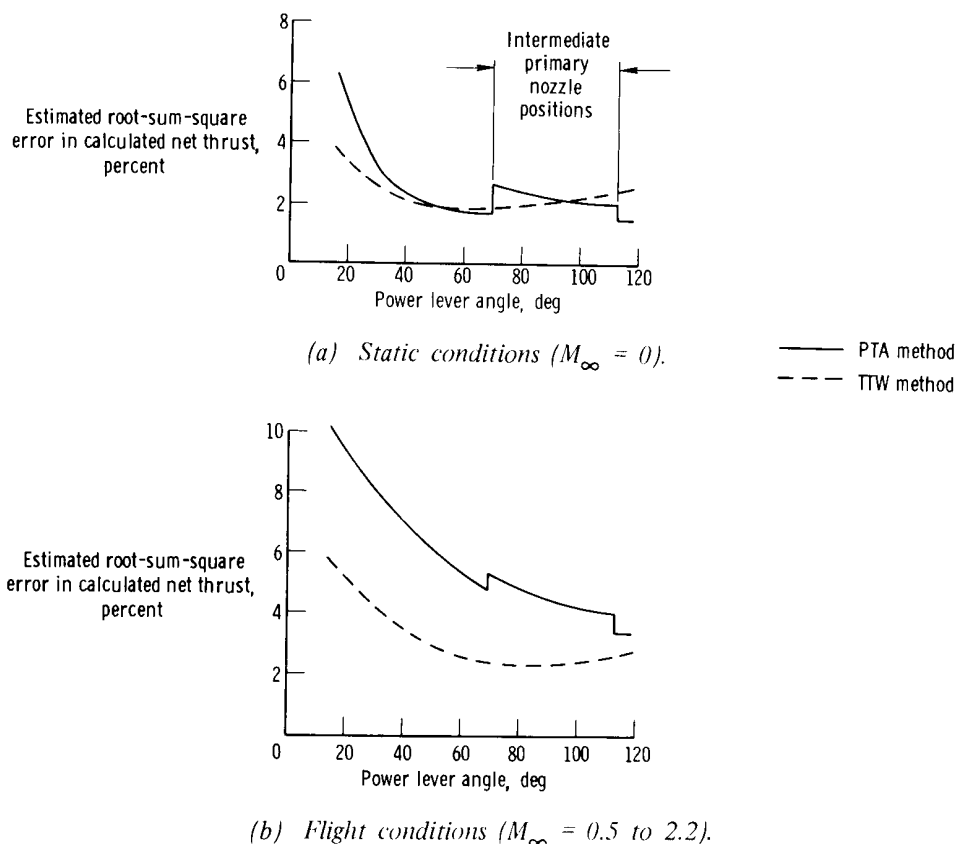 8
6
4
2
0
Estimated root-sum-square
error in calculated net thrust,
percent
Intermediate
primary
nozzle
positions
20 40 60 80 100 120
Power lever angle, deg
(a) Static conditions (M∞ = 0).
PTA method
TTW method
10
8
6
4
2
0
Estimated root-sum-square
error in calculated net thrust,
percent
20 40 60 80 100 120
Power lever angle, deg
(b) Flight conditions (M∞ = 0.5 to 2.2).